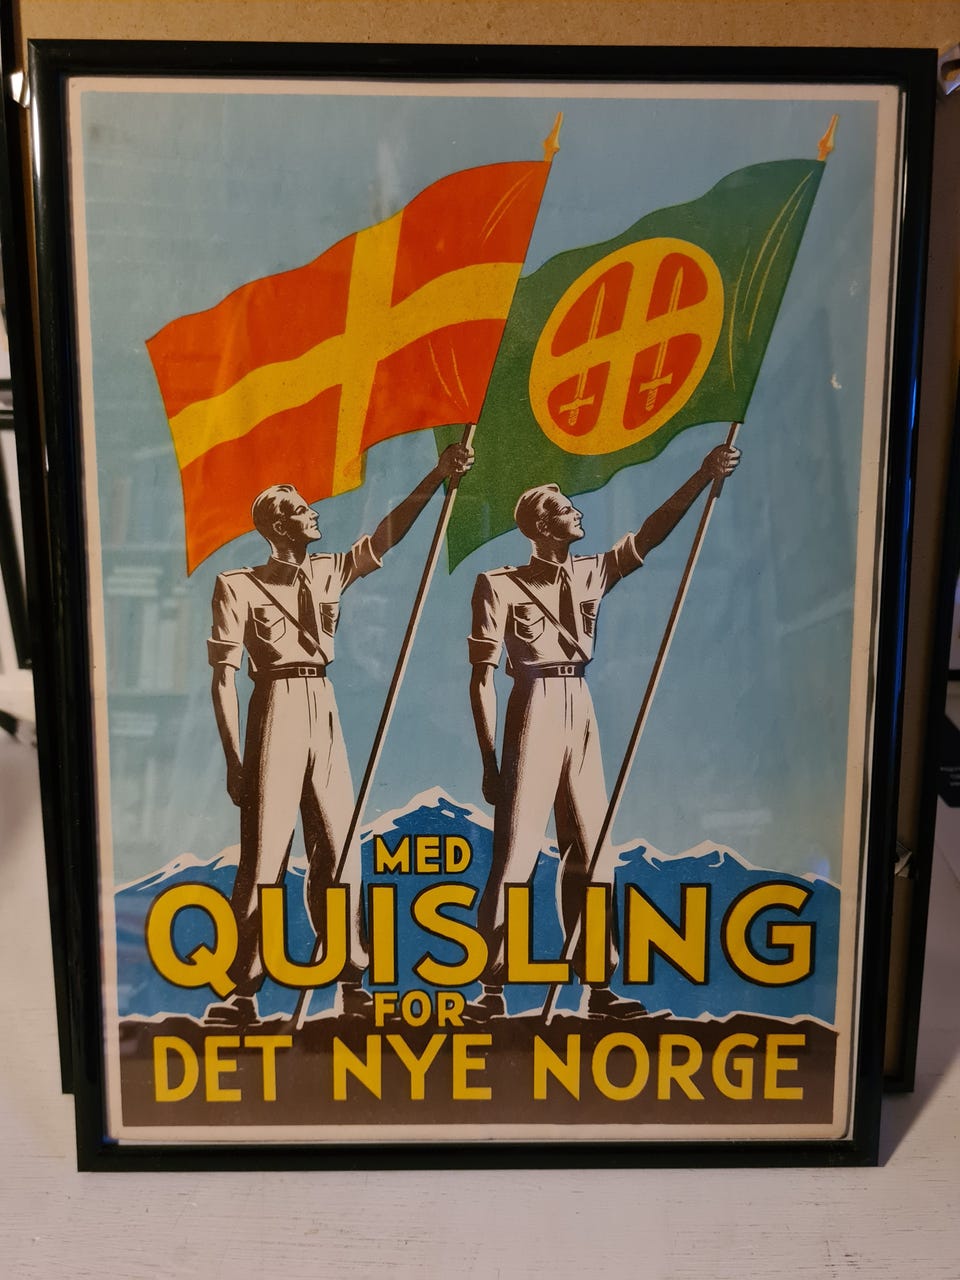 MED
QUISLING
FOR
DET NYE NORGE